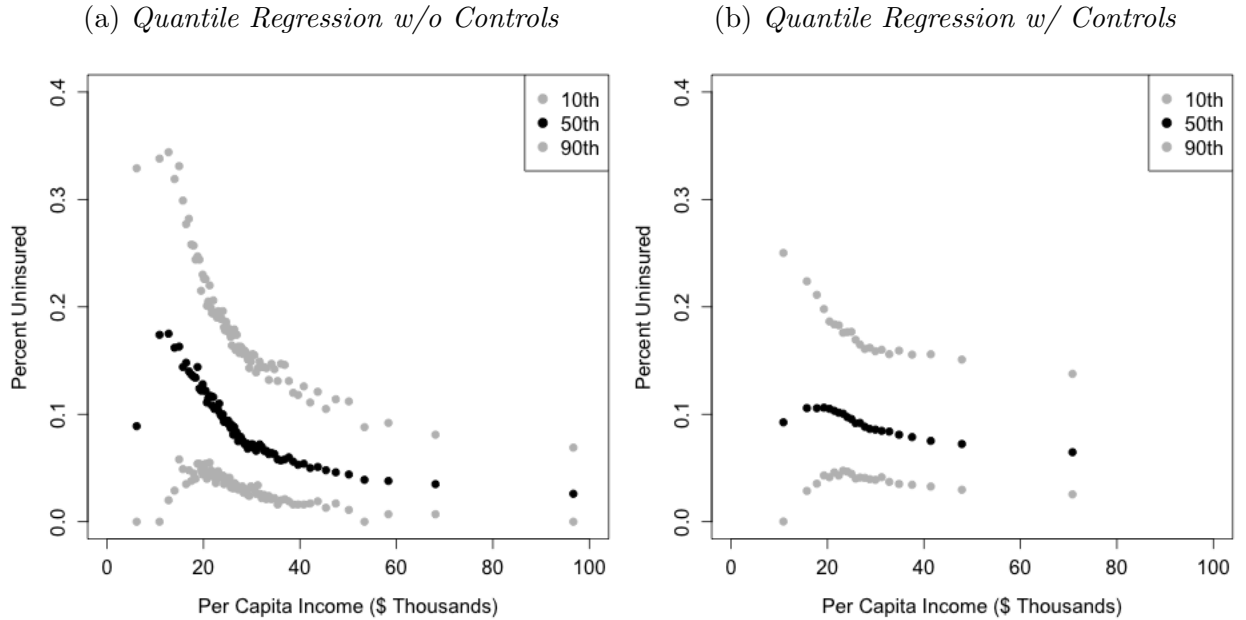 (a) Quantile Regression w/o Controls
(b) Quantile Regression w/ Controls
0.4
0.3
0.2
0.1
0.0
Percent Uninsured
10th
50th
90th
0 20 40 60 80 100
Per Capita Income ($ Thousands)
0.4
0.3
0.2
0.1
0.0
Percent Uninsured
10th
50th
90th
0 20 40 60 80 100
Per Capita Income ($ Thousands)